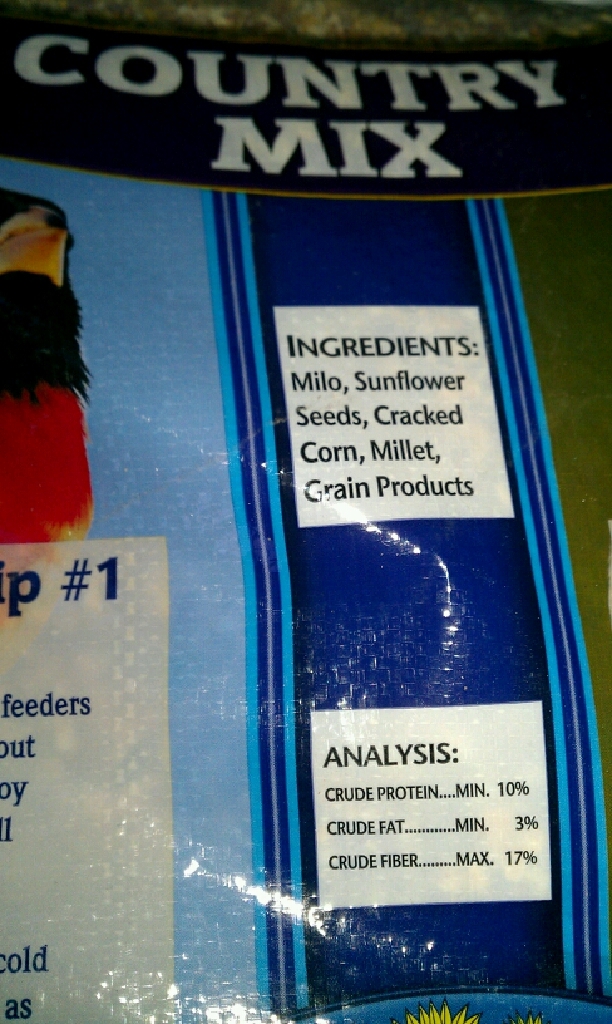 COUNTRY
MIX
INGREDIENTS:
Milo, Sunflower
Seeds, Cracked
Corn, Millet,
Grain Products
ip #1
feeders
out
oy
ll
cold
as
ANALYSIS:
CRUDE PROTEIN....MIN. 10%
CRUDE FAT............MIN. 3%
CRUDE FIBER.........MAX. 17%